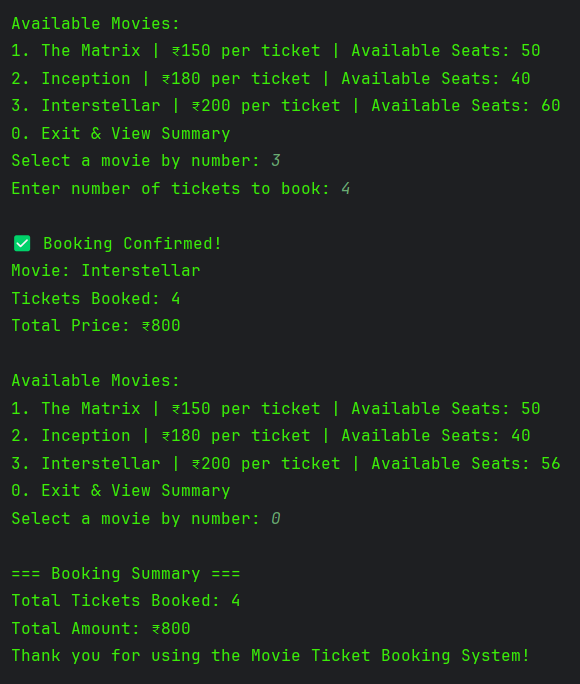 Available Movies:
1. The Matrix | ₹150 per ticket | Available Seats: 50
2. Inception | ₹180 per ticket | Available Seats: 40
3. Interstellar | ₹200 per ticket | Available Seats: 60
0. Exit & View Summary
Select a movie by number: 3
Enter number of tickets to book: 4
✅ Booking Confirmed!
Movie: Interstellar
Tickets Booked: 4
Total Price: ₹800
Available Movies:
1. The Matrix | ₹150 per ticket | Available Seats: 50
2. Inception | ₹180 per ticket | Available Seats: 40
3. Interstellar | ₹200 per ticket | Available Seats: 56
0. Exit & View Summary
Select a movie by number: 0
=== Booking Summary ===
Total Tickets Booked: 4
Total Amount: ₹800
Thank you for using the Movie Ticket Booking System!